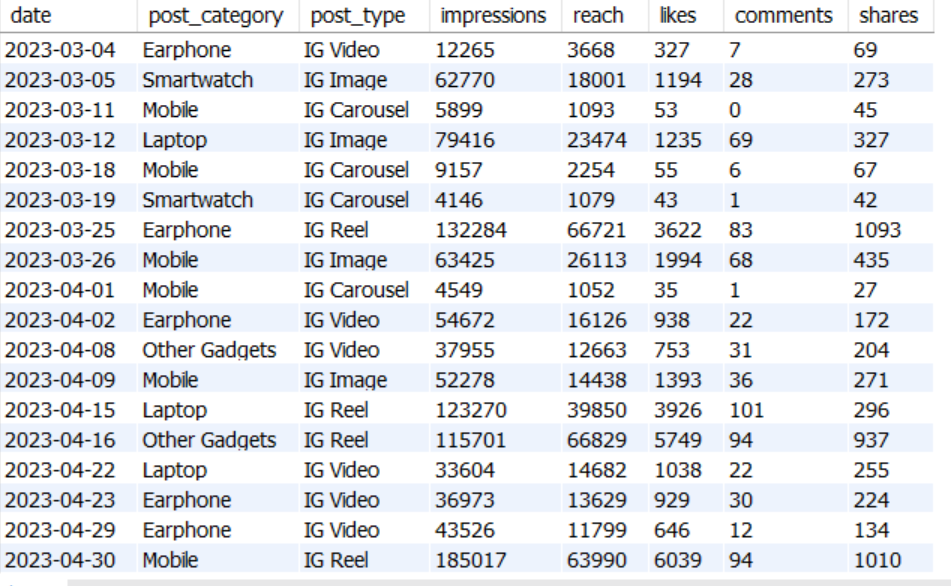 date post_category post_type impressions reach likes comments shares
2023-03-04 Earphone IG Video 12265 3668 327 7 69
2023-03-05 Smartwatch IG Image 62770 18001 1194 28 273
2023-03-11 Mobile IG Carousel 5899 1093 53 0 45
2023-03-12 Laptop IG Image 79416 23474 1235 69 327
2023-03-18 Mobile IG Carousel 9157 2254 55 6 67
2023-03-19 Smartwatch IG Carousel 4146 1079 43 1 42
2023-03-25 Earphone IG Reel 132284 66721 3622 83 1093
2023-03-26 Mobile IG Image 63425 26113 1994 68 435
2023-04-01 Mobile IG Carousel 4549 1052 35 1 27
2023-04-02 Earphone IG Video 54672 16126 938 22 172
2023-04-08 Other Gadgets IG Video 37955 12663 753 31 204
2023-04-09 Mobile IG Image 52278 14438 1393 36 271
2023-04-15 Laptop IG Reel 123270 39850 3926 101 296
2023-04-16 Other Gadgets IG Reel 115701 66829 5749 94 937
2023-04-22 Laptop IG Video 33604 14682 1038 22 255
2023-04-23 Earphone IG Video 36973 13629 929 30 224
2023-04-29 Earphone IG Video 43526 11799 646 12 134
2023-04-30 Mobile IG Reel 185017 63990 6039 94 1010